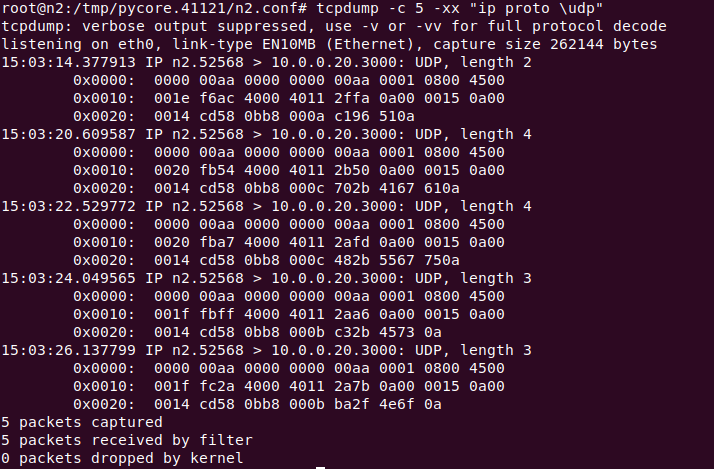 root@n2:/tmp/pycore.41121/n2.conf# tcpdump -c 5 -xx "ip proto \udp"
tcpdump: verbose output suppressed, use -v or -vv for full protocol decode
listening on eth0, link-type EN10MB (Ethernet), capture size 262144 bytes
15:03:14.377913 IP n2.52568 > 10.0.0.20.3000: UDP, length 2
0x0000:  0000 00aa 0000 0000 00aa 0001 0800 4500
0x0010:  001e f6ac 4000 4011 2ffa 0a00 0015 0a00
0x0020:  0014 cd58 0bb8 000a c196 510a
15:03:20.609587 IP n2.52568 > 10.0.0.20.3000: UDP, length 4
0x0000:  0000 00aa 0000 0000 00aa 0001 0800 4500
0x0010:  0020 fb54 4000 4011 2b50 0a00 0015 0a00
0x0020:  0014 cd58 0bb8 000c 702b 4167 610a
15:03:22.529772 IP n2.52568 > 10.0.0.20.3000: UDP, length 4
0x0000:  0000 00aa 0000 0000 00aa 0001 0800 4500
0x0010:  0020 fba7 4000 4011 2afd 0a00 0015 0a00
0x0020:  0014 cd58 0bb8 000c 482b 5567 750a
15:03:24.049565 IP n2.52568 > 10.0.0.20.3000: UDP, length 3
0x0000:  0000 00aa 0000 0000 00aa 0001 0800 4500
0x0010:  001f fbff 4000 4011 2aa6 0a00 0015 0a00
0x0020:  0014 cd58 0bb8 000b c32b 4573 0a
15:03:26.137799 IP n2.52568 > 10.0.0.20.3000: UDP, length 3
0x0000:  0000 00aa 0000 0000 00aa 0001 0800 4500
0x0010:  001f fc2a 4000 4011 2a7b 0a00 0015 0a00
0x0020:  0014 cd58 0bb8 000b ba2f 4e6f 0a
5 packets captured
5 packets received by filter
0 packets dropped by kernel